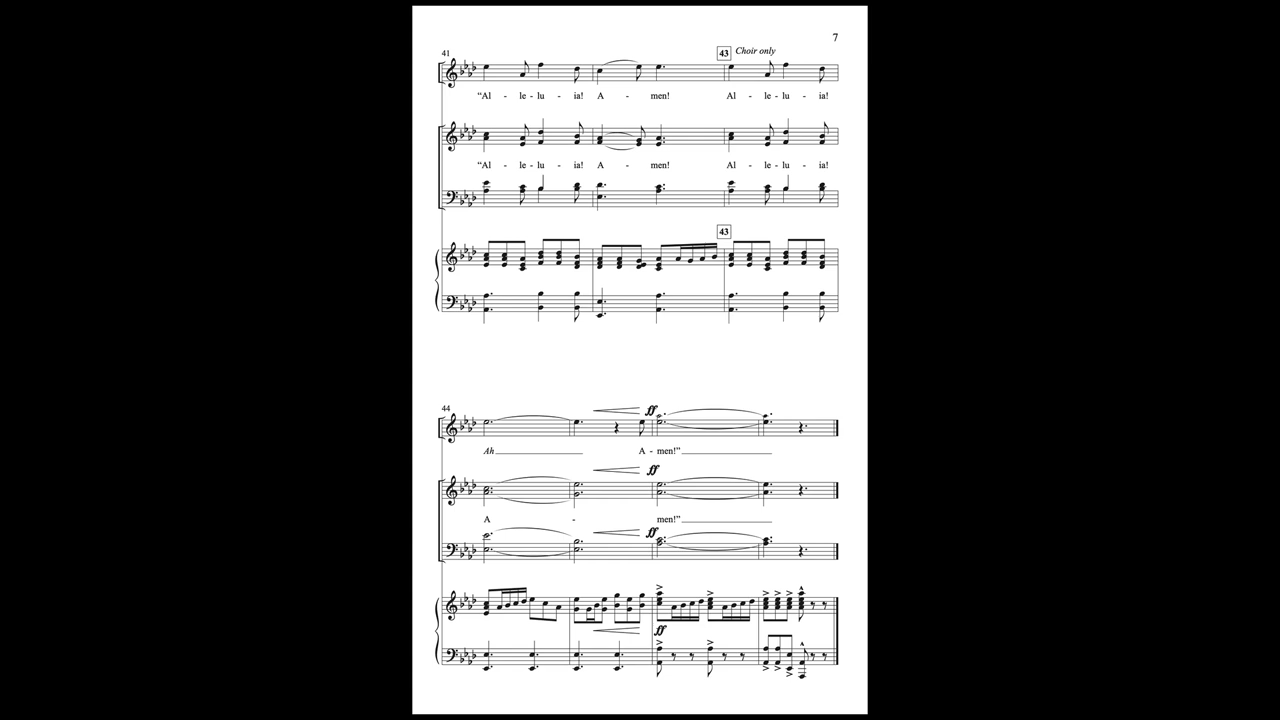 7
41
43 Choir only
“Al - le - lu - ia! A - men! Al - le - lu - ia!
“Al - le - lu - ia! A - men! Al - le - lu - ia!
43
44
ff
Ah A - men!”
ff
A - men!”
ff
ff